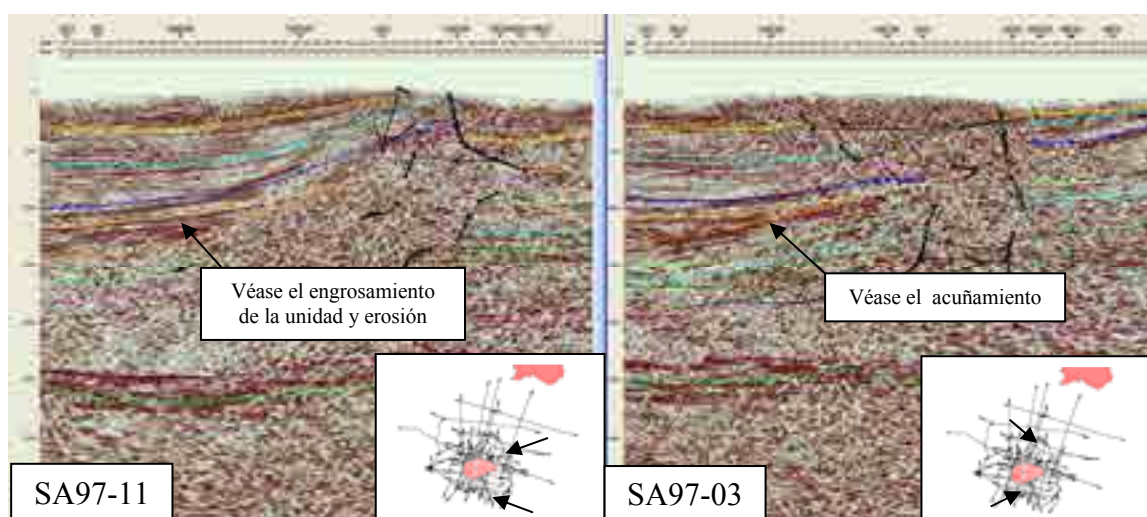 Véase el engrosamiento
de la unidad y erosión
SA97-11
Véase el acuñamiento
SA97-03